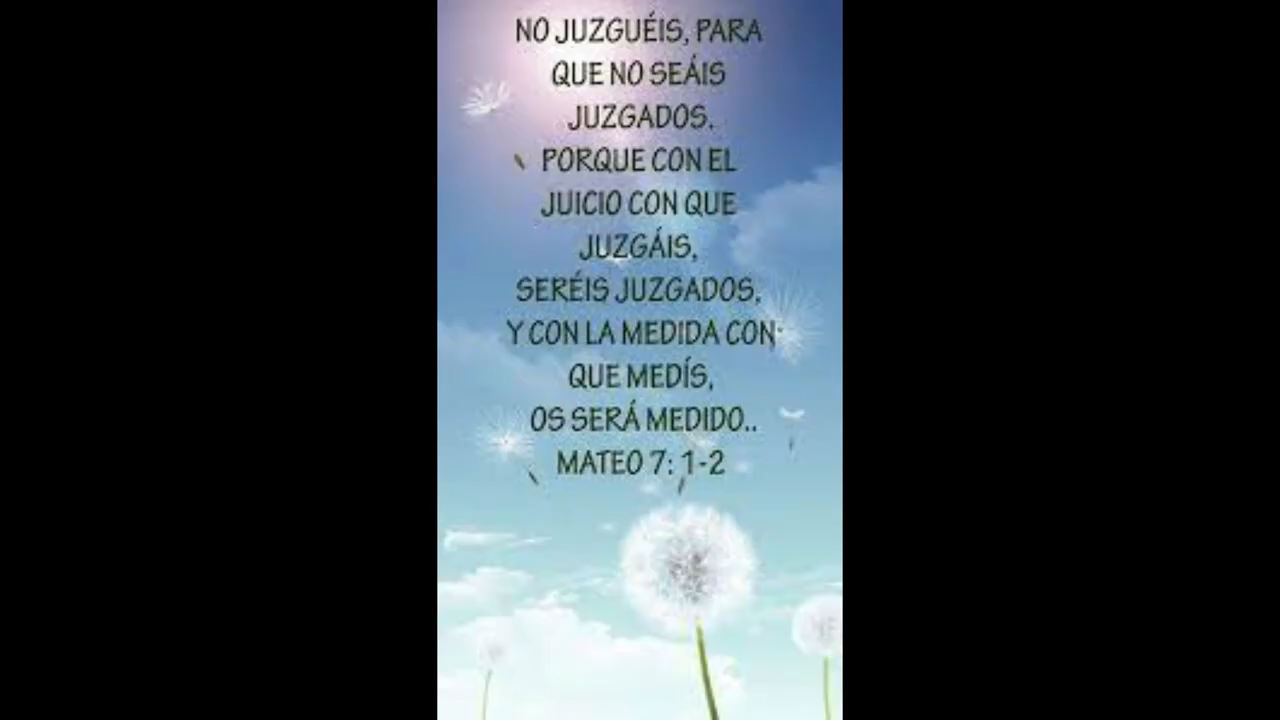 NO JUZGUÉIS, PARA
QUE NO SEÁIS
JUZGADOS.
PORQUE CON EL
JUICIO CON QUE
JUZGÁIS,
SERÉIS JUZGADOS,
Y CON LA MEDIDA CON
QUE MEDÍS,
OS SERÁ MEDIDO..
MATEO 7: 1-2